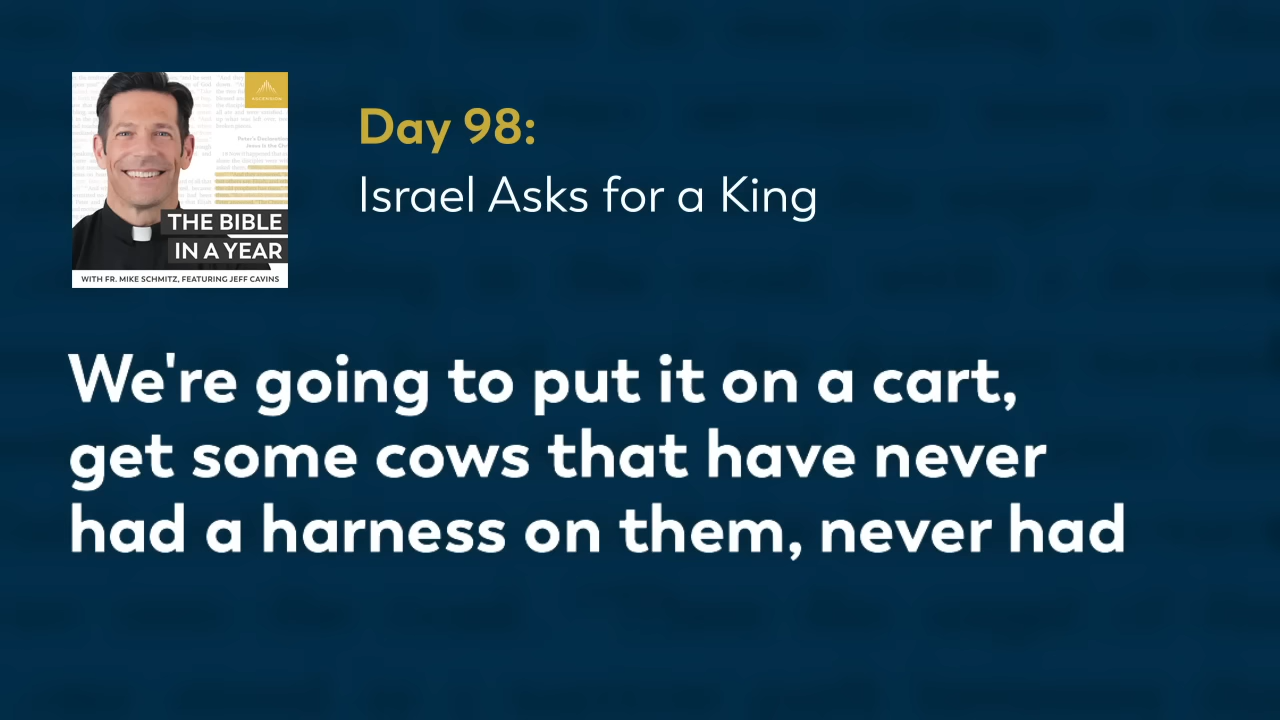 Day 98:
Israel Asks for a King
THE BIBLE
IN A YEAR
WITH FR. MIKE SCHMITZ, FEATURING JEFF CAVINS
We're going to put it on a cart,
get some cows that have never
had a harness on them, never had